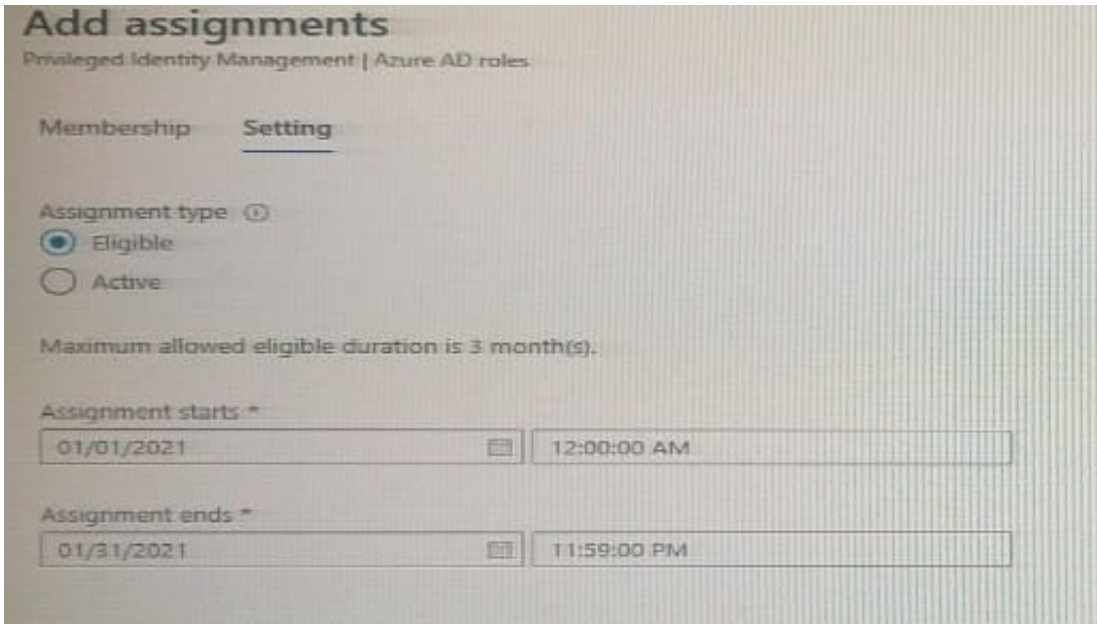 Add assignments
Privileged Identity Management | Azure AD roles
Membership Setting
Assignment type
Eligible
Active
Maximum allowed eligible duration is 3 month(s).
Assignment starts *
01/01/2021 12:00:00 AM
Assignment ends *
01/31/2021 11:59:00 PM